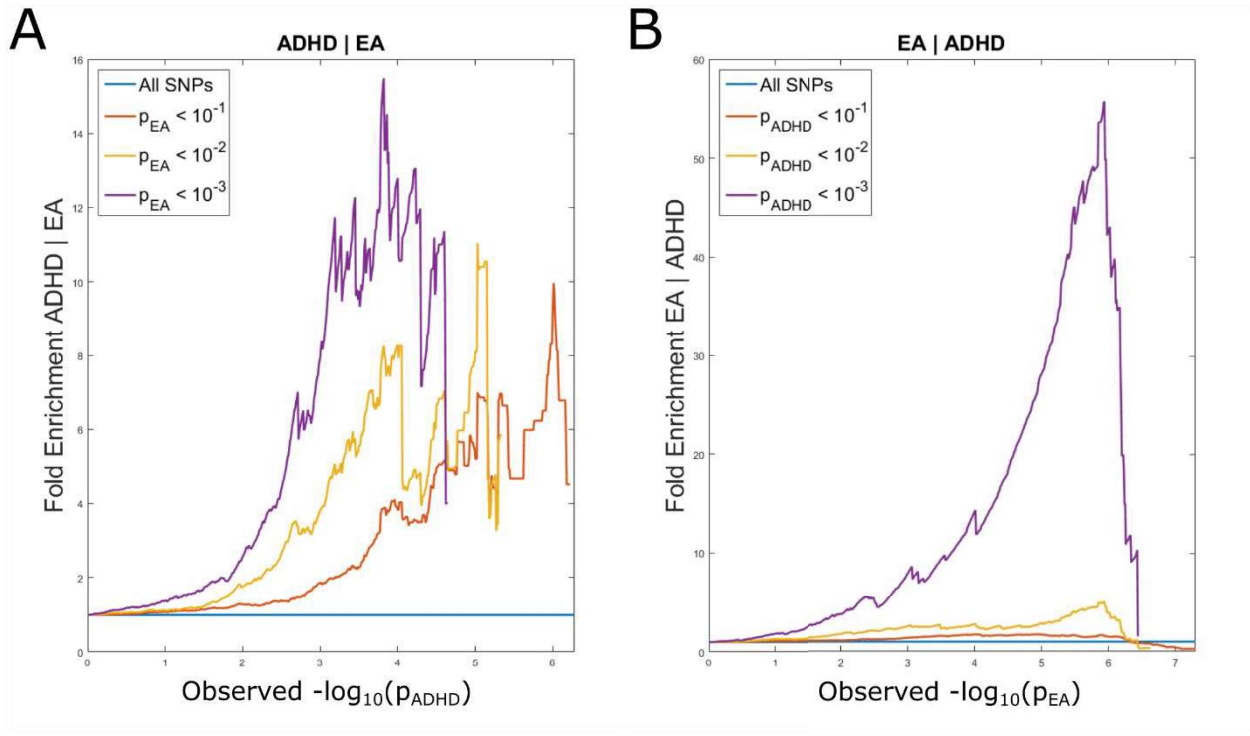 A
ADHD | EA
Fold Enrichment ADHD | EA
16
14
12
10
8
6
4
2
0
All SNPs
pEA < 10-1
pEA < 10-2
pEA < 10-3
0 1 2 3 4 5 6
Observed -log10(pADHD)
B
EA | ADHD
Fold Enrichment EA | ADHD
60
50
40
30
20
10
0
All SNPs
pADHD < 10-1
pADHD < 10-2
pADHD < 10-3
0 1 2 3 4 5 6 7
Observed -log10(pEA)